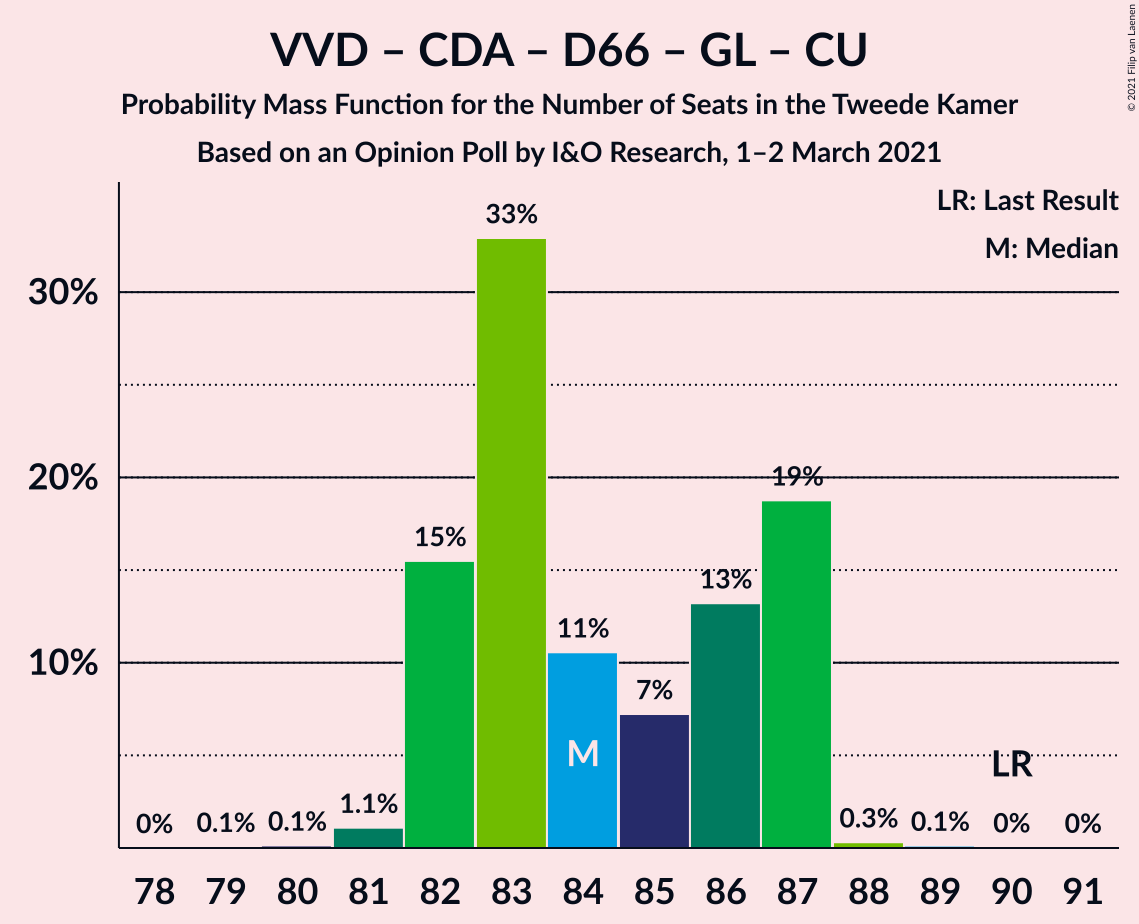 VVD – CDA – D66 – GL – CU
Probability Mass Function for the Number of Seats in the Tweede Kamer
Based on an Opinion Poll by I&O Research, 1–2 March 2021
© 2021 Filip van Laenen
LR: Last Result
M: Median
33%
30%
20%
19%
15%
13%
11%
10%
7%
M
LR
0% 0.1% 0.1% 1.1% 0.3% 0.1% 0% 0%
78 79 80 81 82 83 84 85 86 87 88 89 90 91